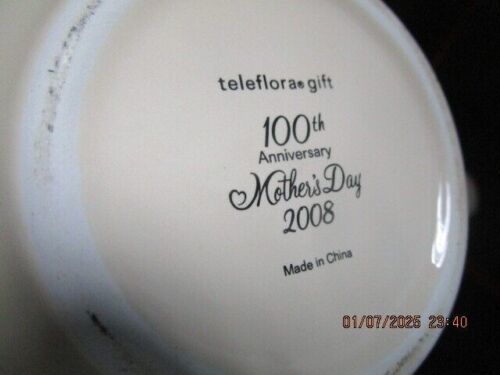 teleflora® gift
100th
Anniversary
Mother's Day
2008
Made in China
01/07/2025 23:40